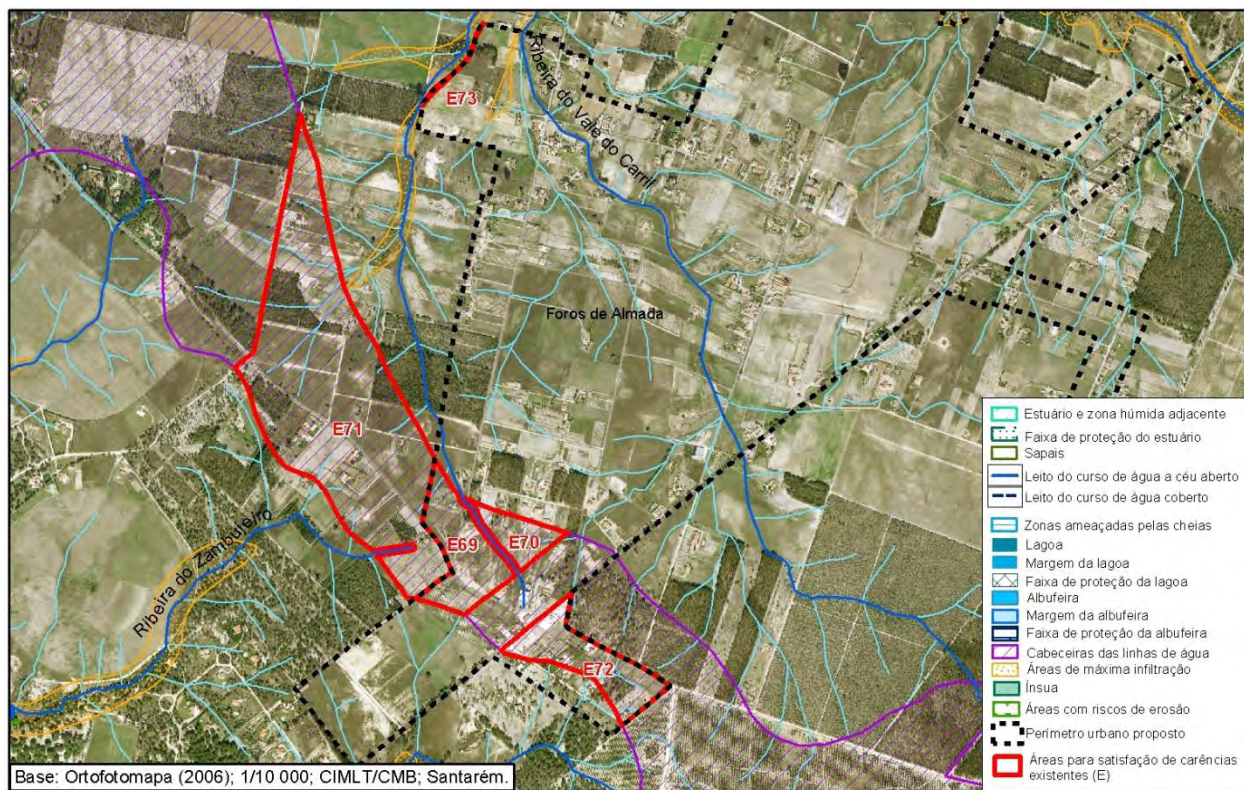 E73
Ribeira do Vale do Carril
Foros de Almada
E71
E69
E70
Ribeira do Zambujeiro
E72
Base: Ortofotomapa (2006); 1/10 000; CIMLT/CMB; Santarém.
Estuário e zona húmida adjacente
Faixa de proteção do estuário
Sapais
Leito do curso de água a céu aberto
Leito do curso de água coberto
Zonas ameaçadas pelas cheias
Lagoa
Margem da lagoa
Faixa de proteção da lagoa
Albufeira
Margem da albufeira
Faixa de proteção da albufeira
Cabeceiras das linhas de água
Áreas de máxima infiltração
Ínsua
Áreas com riscos de erosão
Perímetro urbano proposto
Áreas para satisfação de carências
existentes (E)